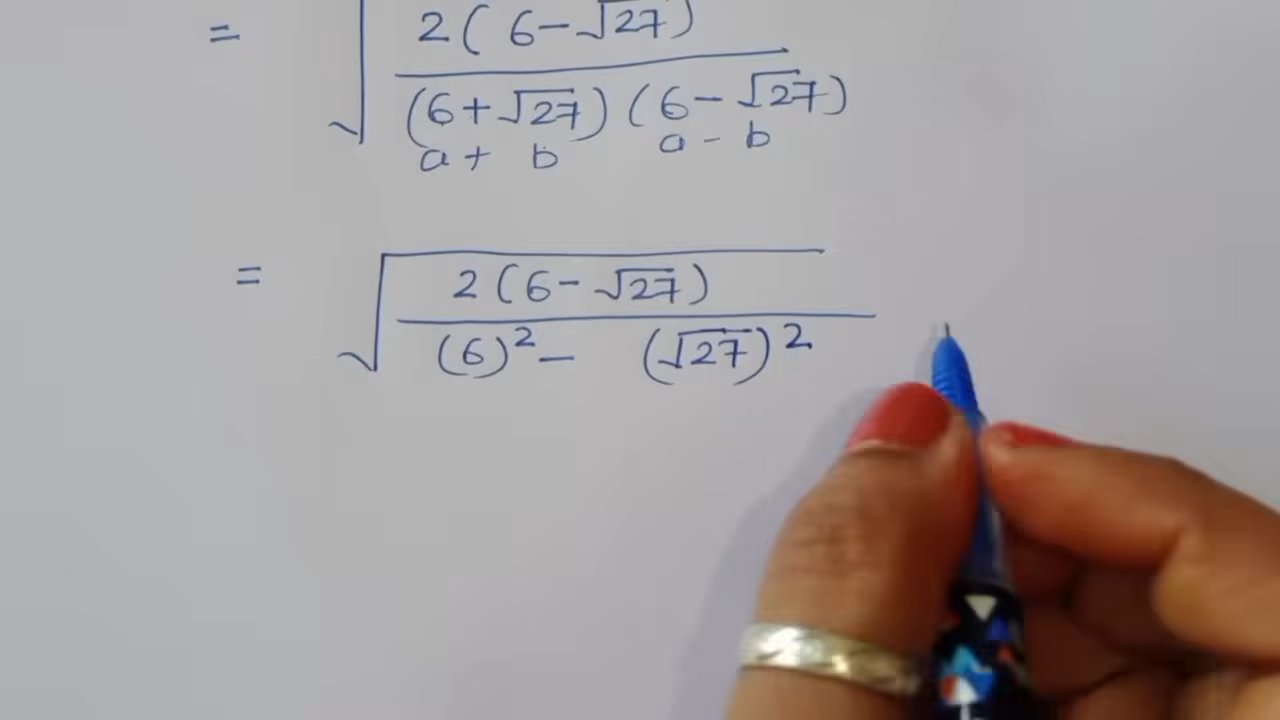 = √ 2(6-√27)
(6+√27)(6-√27)
a + b a - b
= √ 2(6-√27)
(6)² - (√27)²